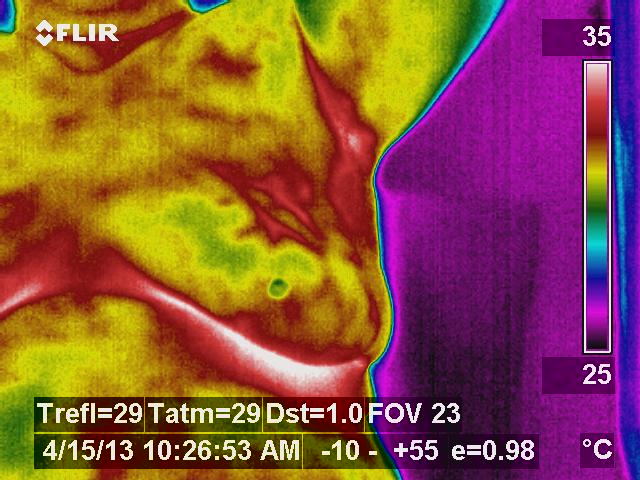 FLIR
35
25
Trefl=29 Tatm=29 Dst=1.0 FOV 23
4/15/13 10:26:53 AM -10 - +55 e=0.98 °C